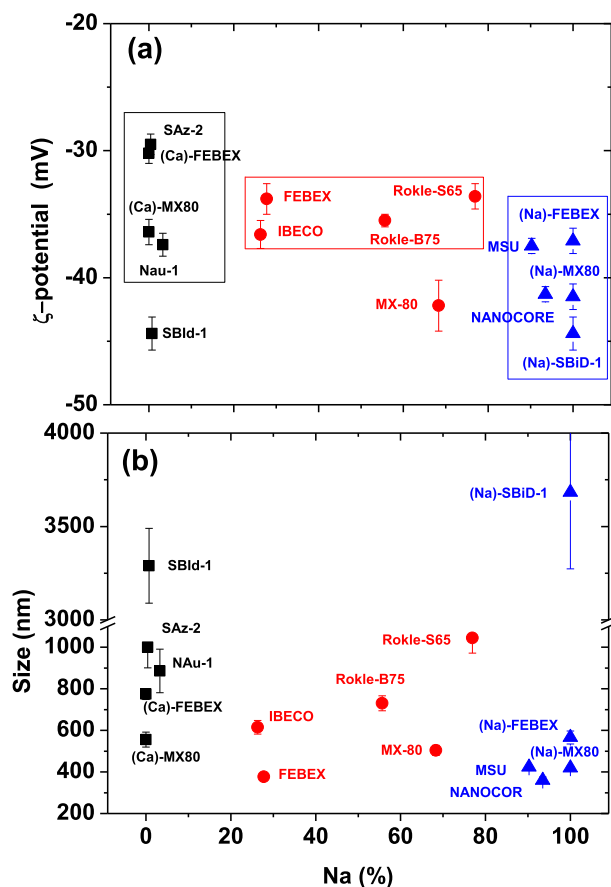 (a)
-20
-30
-40
-50
ζ–potential (mV)
SAz-2
(Ca)-FEBEX
(Ca)-MX80
Nau-1
SBld-1
FEBEX
IBECO
Rokle-S65
Rokle-B75
MX-80
(Na)-FEBEX
MSU
(Na)-MX80
NANOCORE
(Na)-SBiD-1
(b)
4000
3500
3000
1000
800
600
400
200
Size (nm)
(Na)-SBiD-1
SBld-1
SAz-2
NAu-1
(Ca)-FEBEX
(Ca)-MX80
Rokle-S65
Rokle-B75
IBECO
MX-80
FEBEX
(Na)-FEBEX
(Na)-MX80
MSU
NANOCOR
0 20 40 60 80 100
Na (%)